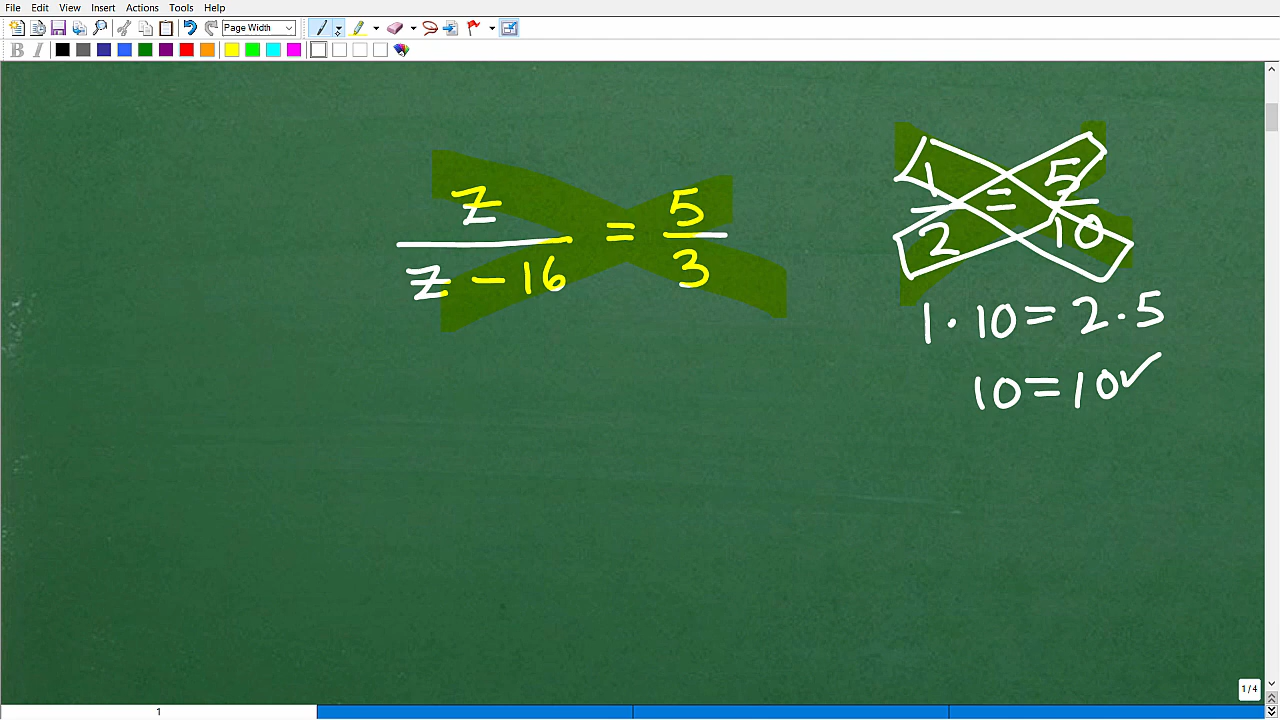 File Edit View Insert Actions Tools Help
Page Width
B I
z/(z - 16) = 5/3
1/2 = 5/10
1 · 10 = 2 · 5
10 = 10 ✓
1/4
1